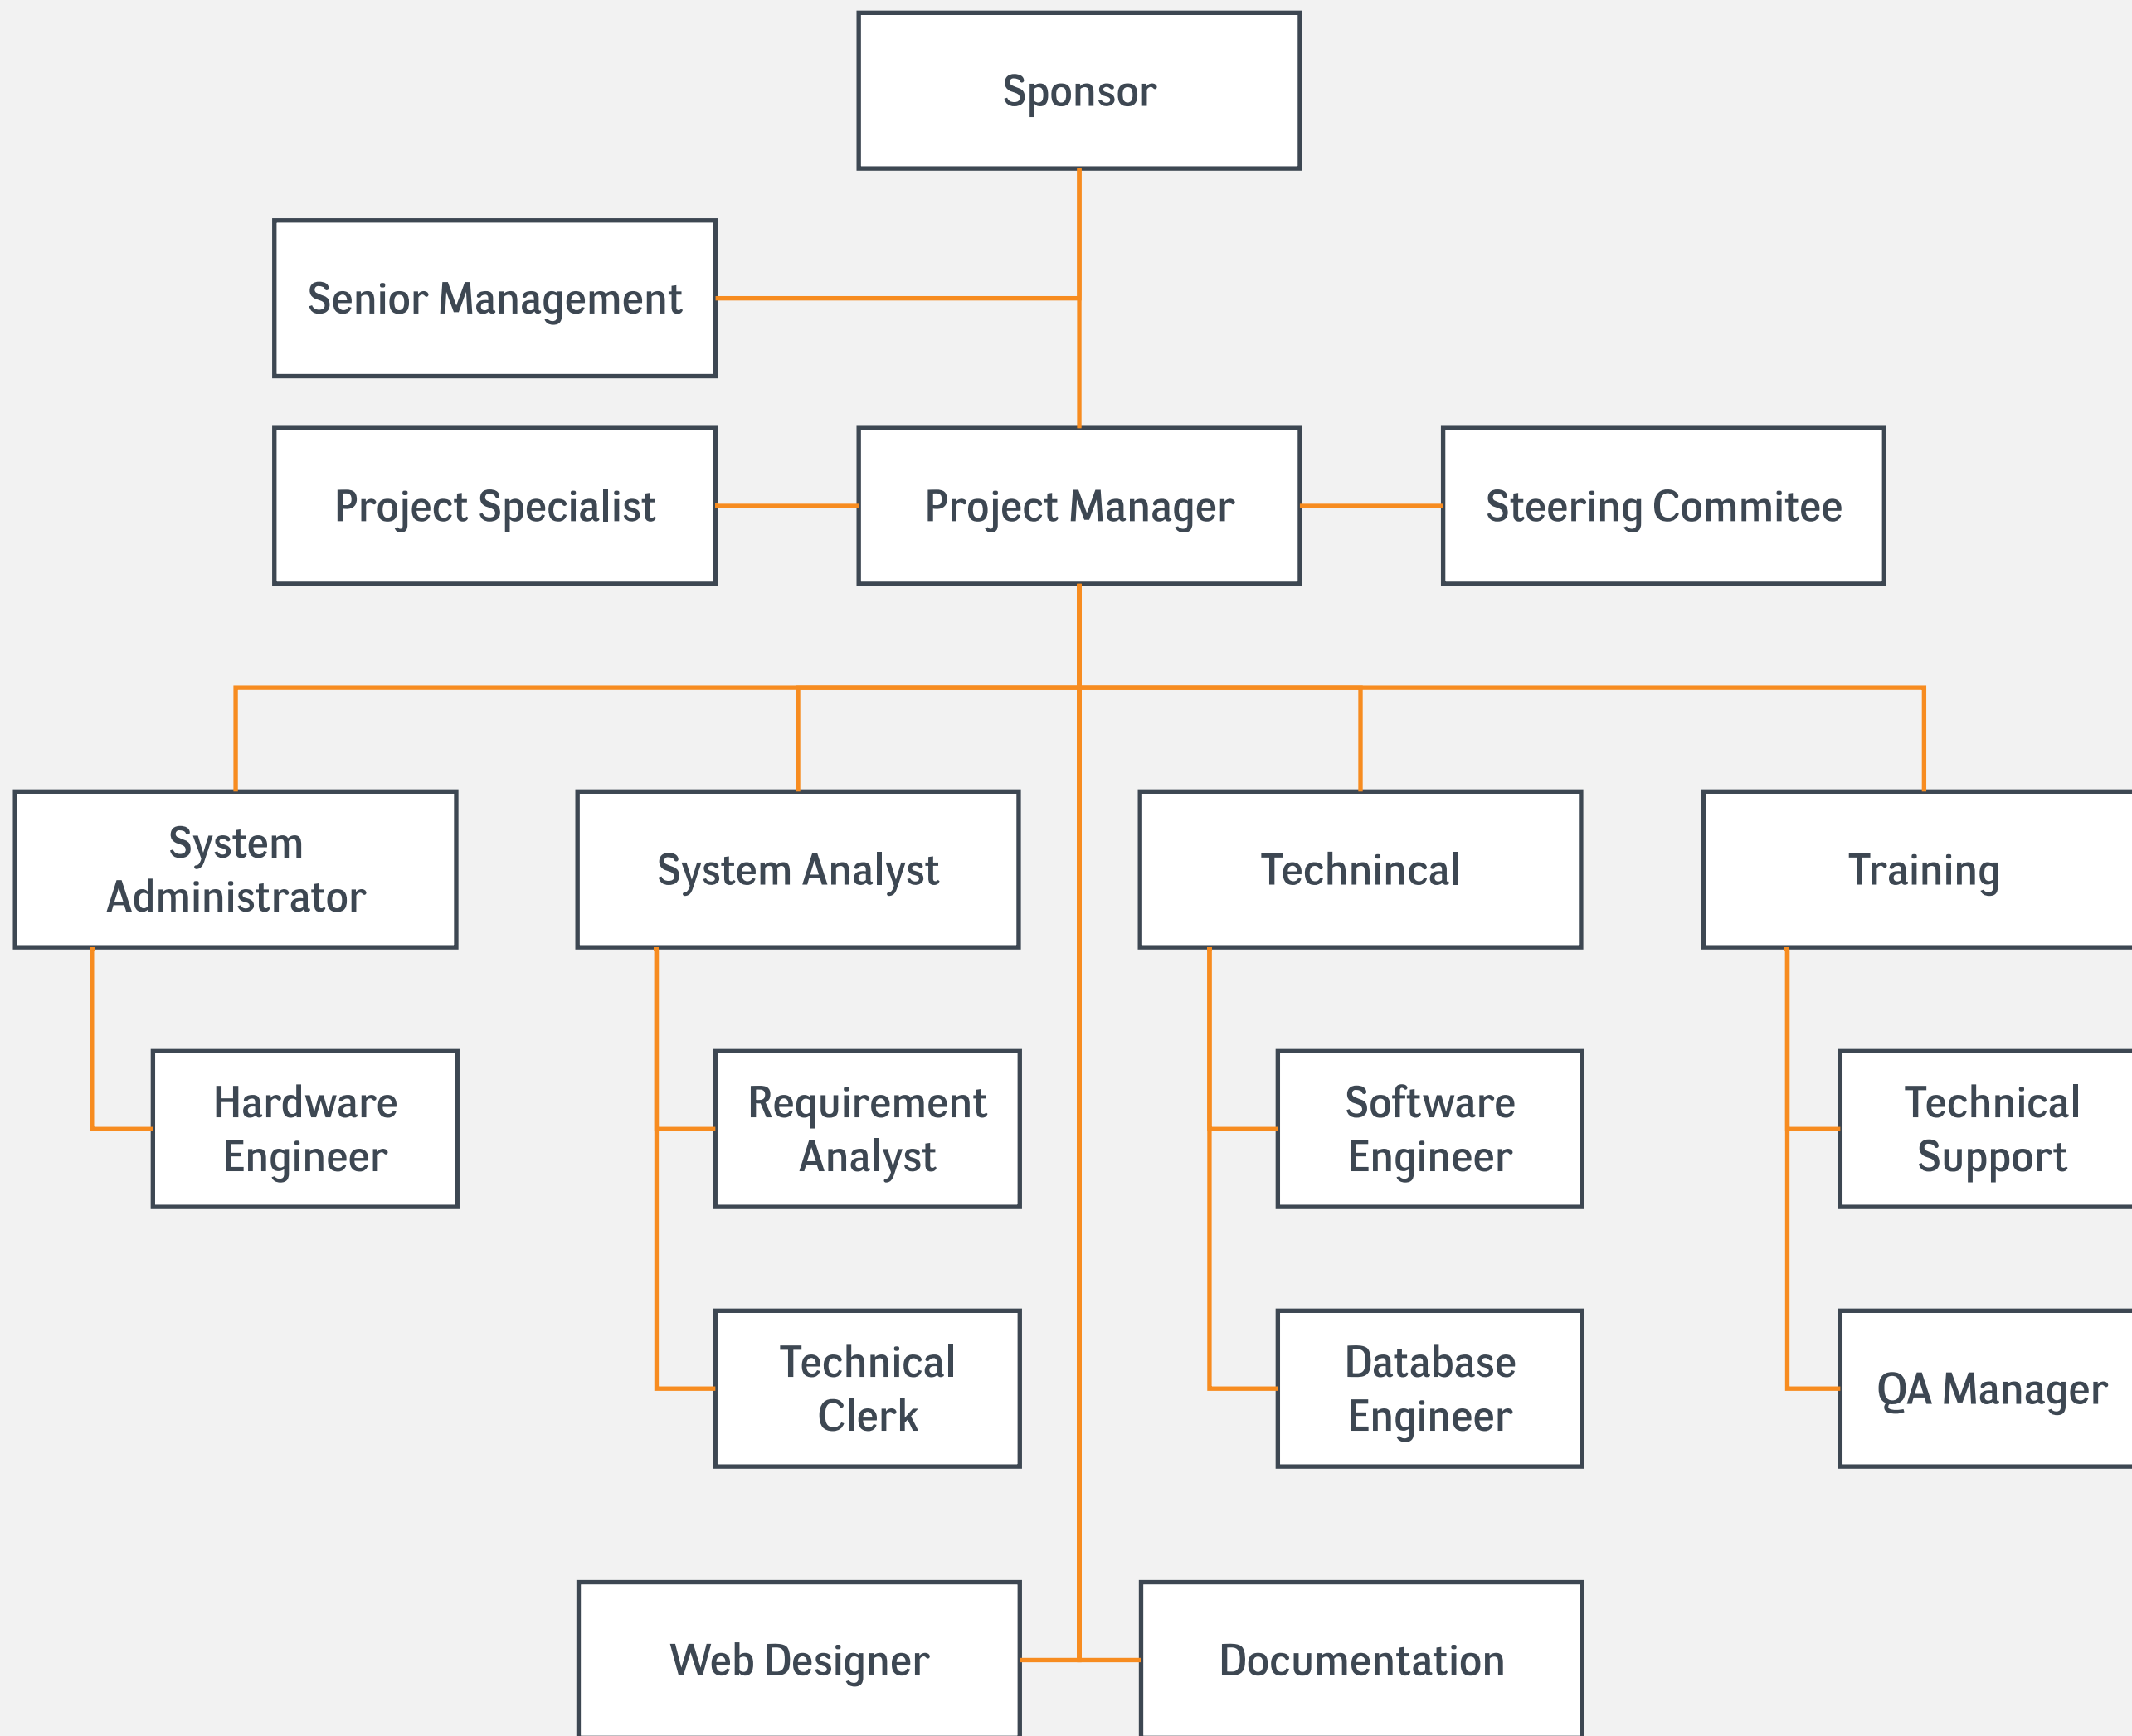 Sponsor
Senior Management
Project Specialist
Project Manager
Steering Committee
System
Administrator
System Analyst
Technincal
Training
Hardware
Engineer
Requirement
Analyst
Software
Engineer
Technical
Support
Technical
Clerk
Database
Engineer
QA Manager
Web Designer
Documentation